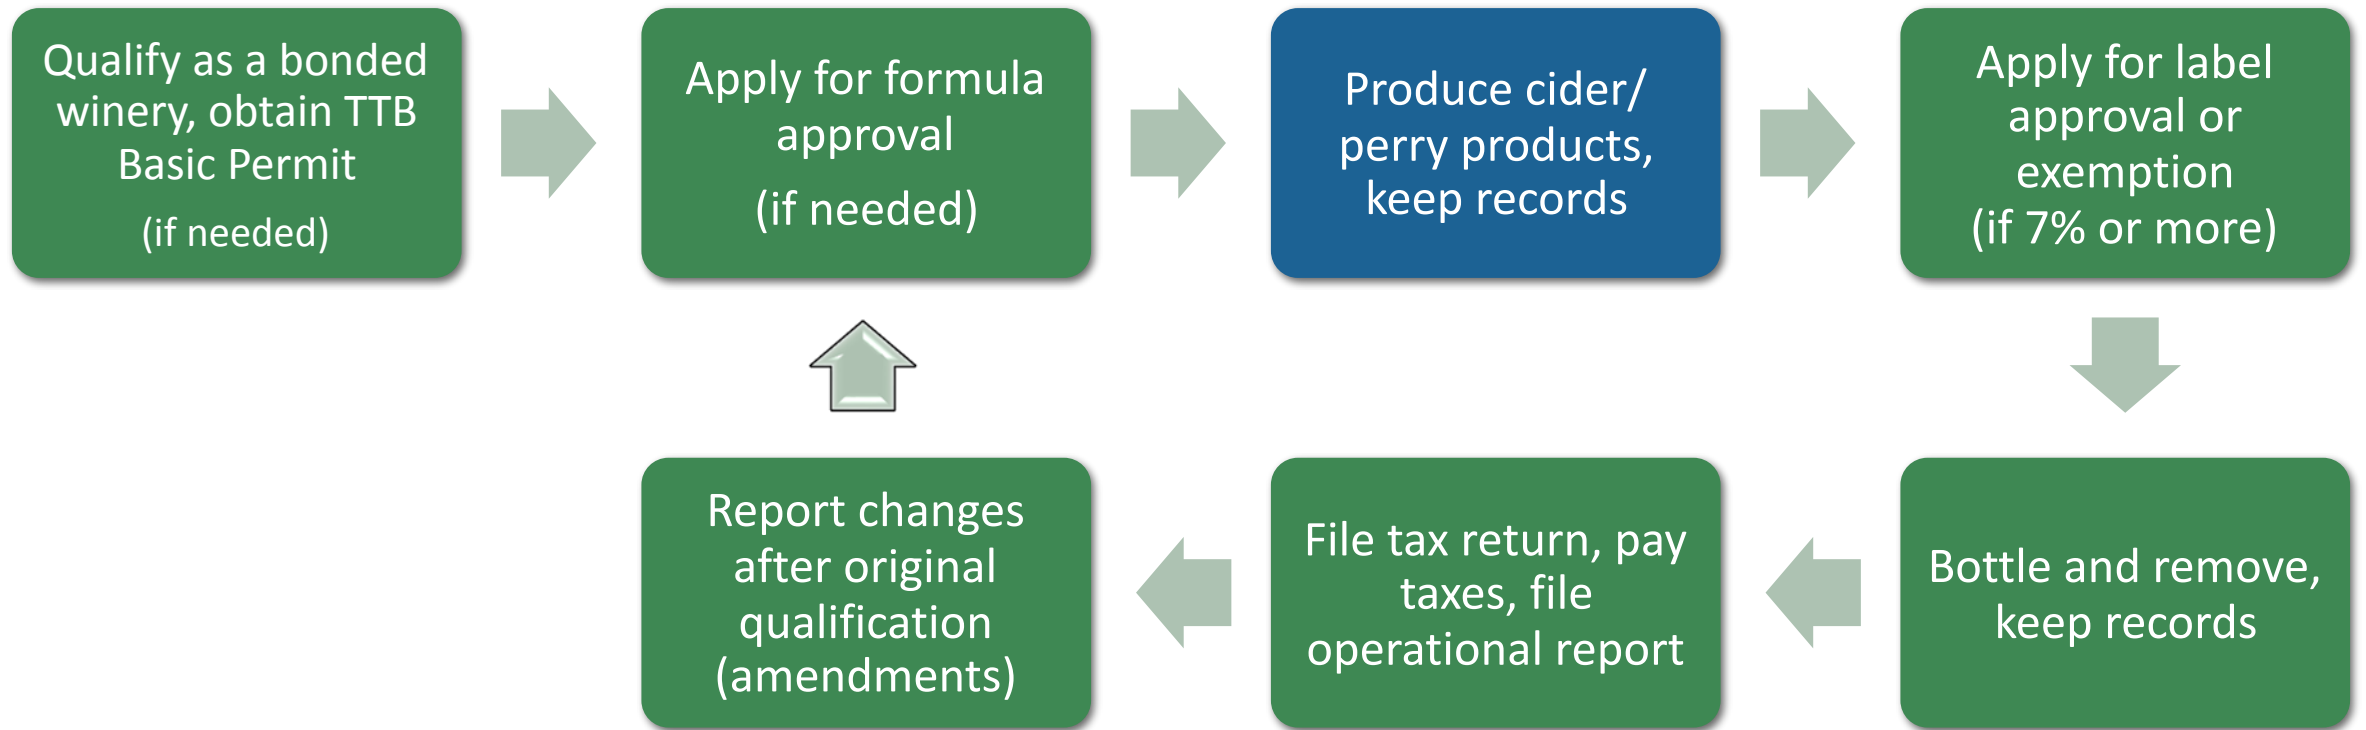 Qualify as a bonded
winery, obtain TTB
Basic Permit
(if needed)
Apply for formula
approval
(if needed)
Produce cider/
perry products,
keep records
Apply for label
approval or
exemption
(if 7% or more)
Report changes
after original
qualification
(amendments)
File tax return, pay
taxes, file
operational report
Bottle and remove,
keep records